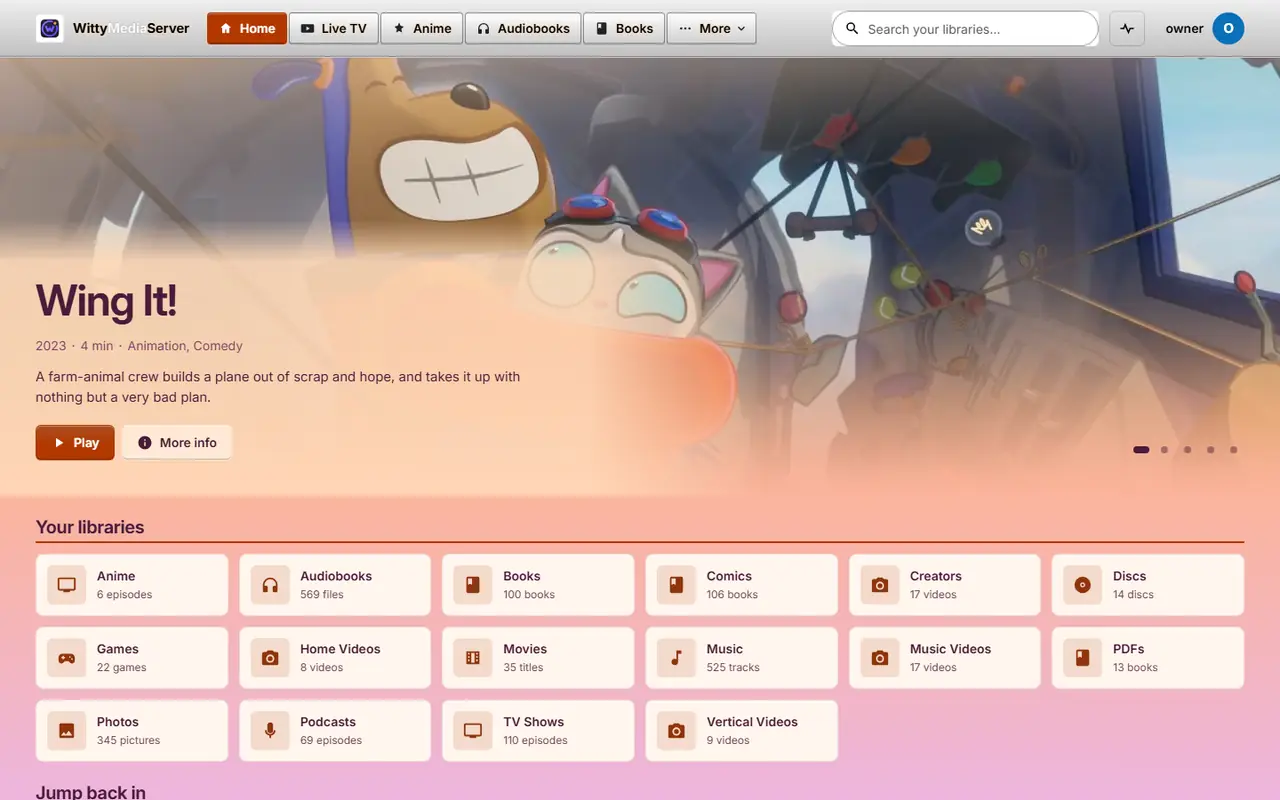 WittyMediaServer
Home
Live TV
Anime
Audiobooks
Books
More
Search your libraries...
owner
O
Wing It!
2023 · 4 min · Animation, Comedy
A farm-animal crew builds a plane out of scrap and hope, and takes it up with
nothing but a very bad plan.
Play
More info
Your libraries
Anime
6 episodes
Audiobooks
569 files
Books
100 books
Comics
106 books
Creators
17 videos
Discs
14 discs
Games
22 games
Home Videos
8 videos
Movies
35 titles
Music
525 tracks
Music Videos
17 videos
PDFs
13 books
Photos
345 pictures
Podcasts
69 episodes
TV Shows
110 episodes
Vertical Videos
9 videos
Jump back in